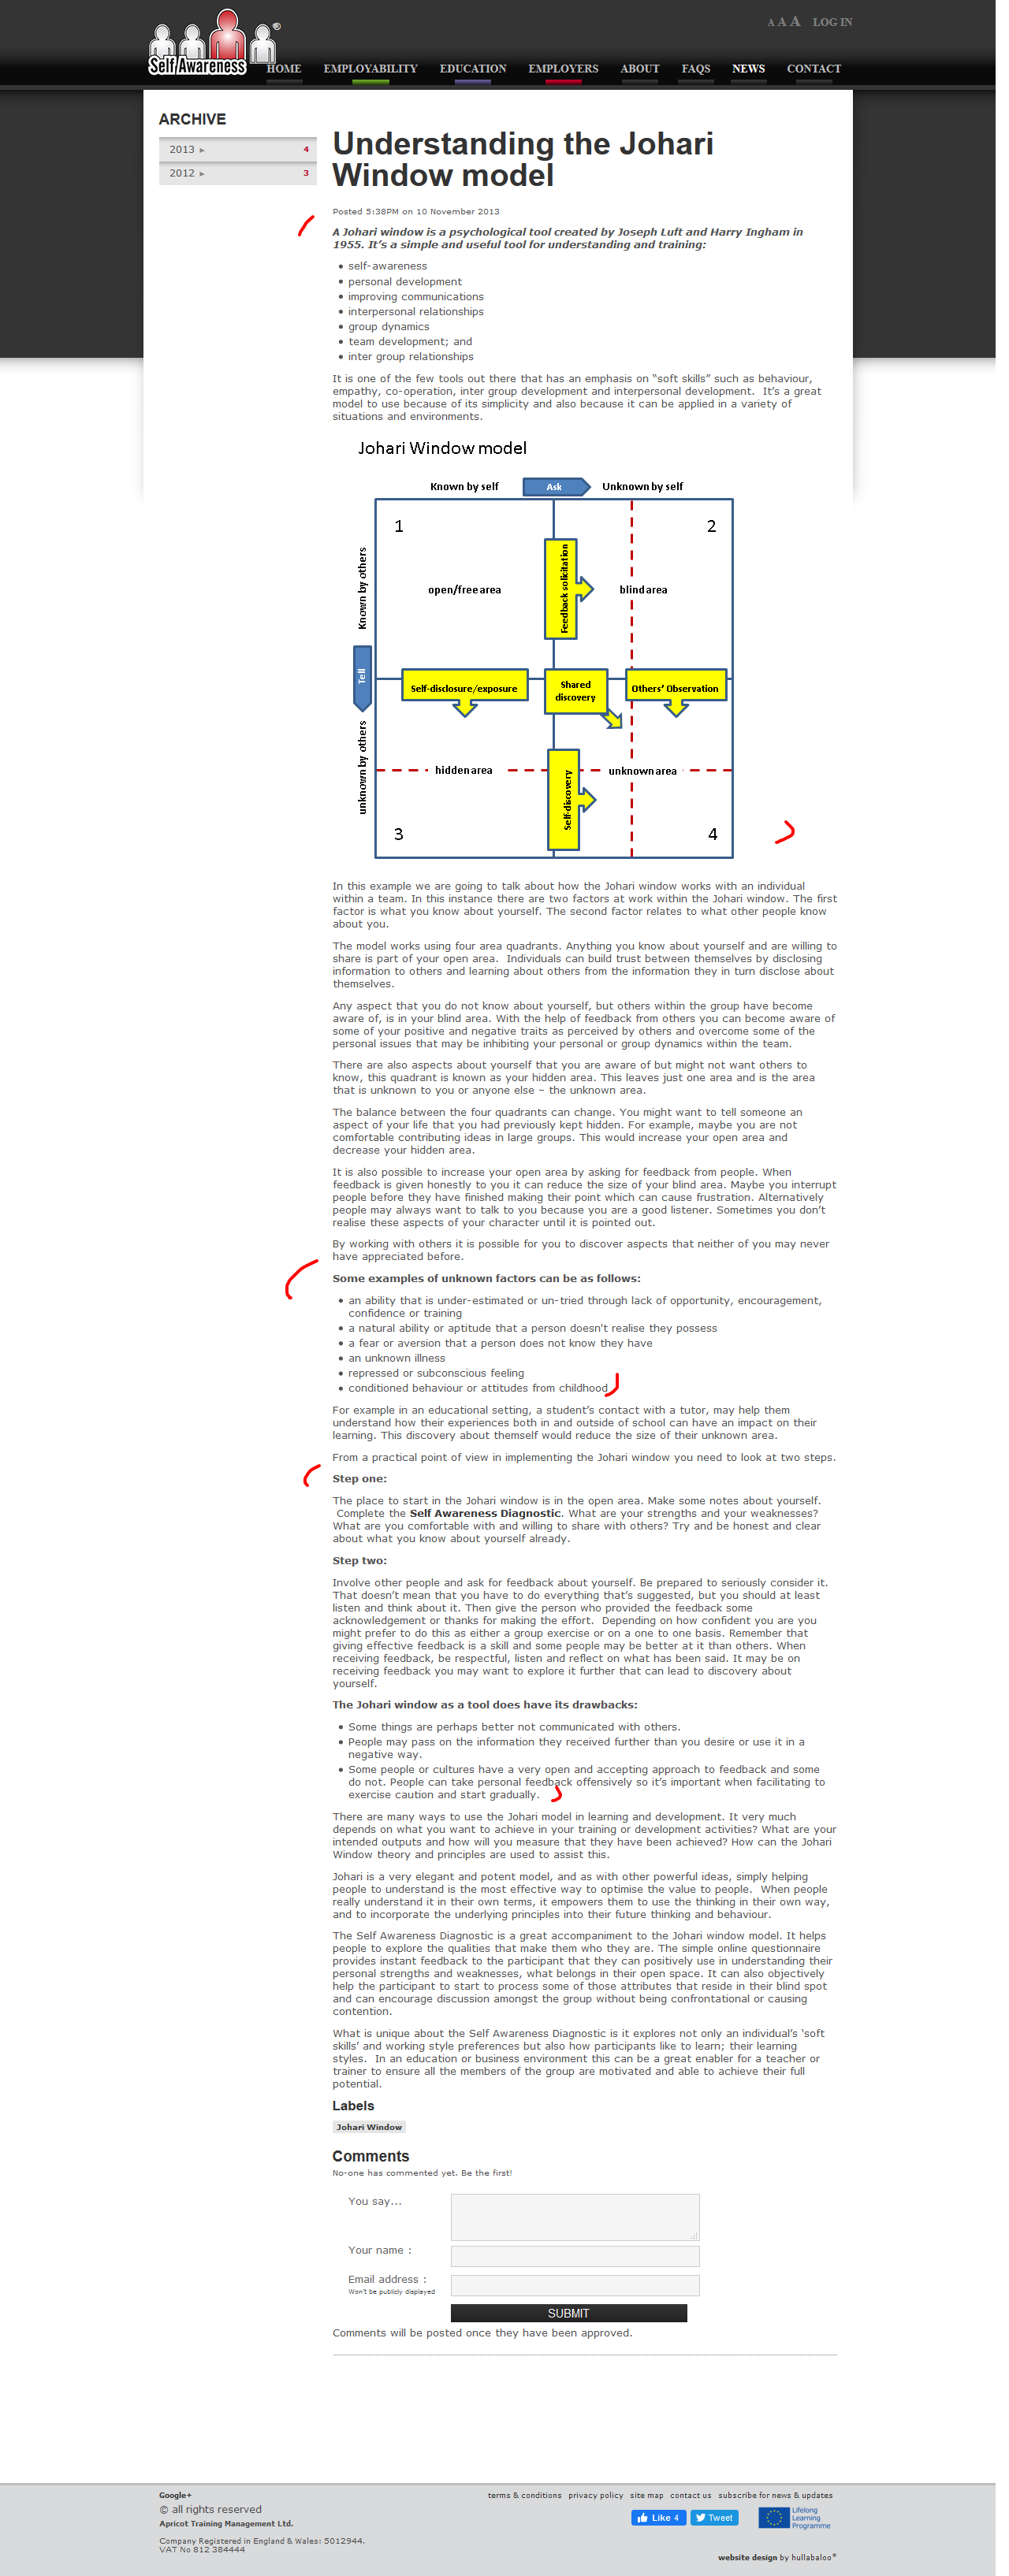 Self Awareness®
A A A LOG IN
HOME EMPLOYABILITY EDUCATION EMPLOYERS ABOUT FAQS NEWS CONTACT
ARCHIVE
2013 4
2012 3
Understanding the Johari
Window model
Posted 5:38PM on 10 November 2013
A Johari window is a psychological tool created by Joseph Luft and Harry Ingham in
1955. It's a simple and useful tool for understanding and training:
self-awareness
personal development
improving communications
interpersonal relationships
group dynamics
team development; and
inter group relationships
It is one of the few tools out there that has an emphasis on “soft skills” such as behaviour,
empathy, co-operation, inter group development and interpersonal development.  It’s a great
model to use because of its simplicity and also because it can be applied in a variety of
situations and environments.
Johari Window model
Known by self Ask Unknown by self
1 2
Known by others
open/free area
Feedback solicitation
blind area
Tell
Self-disclosure/exposure
Shared
discovery
Others’ Observation
unknown by others
hidden area
Self-discovery
unknown area
3 4
In this example we are going to talk about how the Johari window works with an individual
within a team. In this instance there are two factors at work within the Johari window. The first
factor is what you know about yourself. The second factor relates to what other people know
about you.
The model works using four area quadrants. Anything you know about yourself and are willing to
share is part of your open area.  Individuals can build trust between themselves by disclosing
information to others and learning about others from the information they in turn disclose about
themselves.
Any aspect that you do not know about yourself, but others within the group have become
aware of, is in your blind area. With the help of feedback from others you can become aware of
some of your positive and negative traits as perceived by others and overcome some of the
personal issues that may be inhibiting your personal or group dynamics within the team.
There are also aspects about yourself that you are aware of but might not want others to
know, this quadrant is known as your hidden area. This leaves just one area and is the area
that is unknown to you or anyone else – the unknown area.
The balance between the four quadrants can change. You might want to tell someone an
aspect of your life that you had previously kept hidden. For example, maybe you are not
comfortable contributing ideas in large groups. This would increase your open area and
decrease your hidden area.
It is also possible to increase your open area by asking for feedback from people. When
feedback is given honestly to you it can reduce the size of your blind area. Maybe you interrupt
people before they have finished making their point which can cause frustration. Alternatively
people may always want to talk to you because you are a good listener. Sometimes you don’t
realise these aspects of your character until it is pointed out.
By working with others it is possible for you to discover aspects that neither of you may never
have appreciated before.
Some examples of unknown factors can be as follows:
an ability that is under-estimated or un-tried through lack of opportunity, encouragement,
confidence or training
a natural ability or aptitude that a person doesn't realise they possess
a fear or aversion that a person does not know they have
an unknown illness
repressed or subconscious feeling
conditioned behaviour or attitudes from childhood
For example in an educational setting, a student’s contact with a tutor, may help them
understand how their experiences both in and outside of school can have an impact on their
learning. This discovery about themself would reduce the size of their unknown area.
From a practical point of view in implementing the Johari window you need to look at two steps.
Step one:
The place to start in the Johari window is in the open area. Make some notes about yourself.
Complete the Self Awareness Diagnostic. What are your strengths and your weaknesses?
What are you comfortable with and willing to share with others? Try and be honest and clear
about what you know about yourself already.
Step two:
Involve other people and ask for feedback about yourself. Be prepared to seriously consider it.
That doesn’t mean that you have to do everything that’s suggested, but you should at least
listen and think about it. Then give the person who provided the feedback some
acknowledgement or thanks for making the effort.  Depending on how confident you are you
might prefer to do this as either a group exercise or on a one to one basis. Remember that
giving effective feedback is a skill and some people may be better at it than others. When
receiving feedback, be respectful, listen and reflect on what has been said. It may be on
receiving feedback you may want to explore it further that can lead to discovery about
yourself.
The Johari window as a tool does have its drawbacks:
Some things are perhaps better not communicated with others.
People may pass on the information they received further than you desire or use it in a
negative way.
Some people or cultures have a very open and accepting approach to feedback and some
do not. People can take personal feedback offensively so it’s important when facilitating to
exercise caution and start gradually.
There are many ways to use the Johari model in learning and development. It very much
depends on what you want to achieve in your training or development activities? What are your
intended outputs and how will you measure that they have been achieved? How can the Johari
Window theory and principles are used to assist this.
Johari is a very elegant and potent model, and as with other powerful ideas, simply helping
people to understand is the most effective way to optimise the value to people.  When people
really understand it in their own terms, it empowers them to use the thinking in their own way,
and to incorporate the underlying principles into their future thinking and behaviour.
The Self Awareness Diagnostic is a great accompaniment to the Johari window model. It helps
people to explore the qualities that make them who they are. The simple online questionnaire
provides instant feedback to the participant that they can positively use in understanding their
personal strengths and weaknesses, what belongs in their open space. It can also objectively
help the participant to start to process some of those attributes that reside in their blind spot
and can encourage discussion amongst the group without being confrontational or causing
contention.
What is unique about the Self Awareness Diagnostic is it explores not only an individual’s ‘soft
skills’ and working style preferences but also how participants like to learn; their learning
styles.  In an education or business environment this can be a great enabler for a teacher or
trainer to ensure all the members of the group are motivated and able to achieve their full
potential.
Labels
Johari Window
Comments
No-one has commented yet. Be the first!
You say...
Your name :
Email address :
Won't be publicly displayed
SUBMIT
Comments will be posted once they have been approved.
Google+ terms & conditions privacy policy site map contact us subscribe for news & updates
© all rights reserved
Apricot Training Management Ltd.
Like 4 Tweet
Lifelong
Learning
Programme
Company Registered in England & Wales: 5012944.
VAT No 812 384444
website design by hullabaloo*